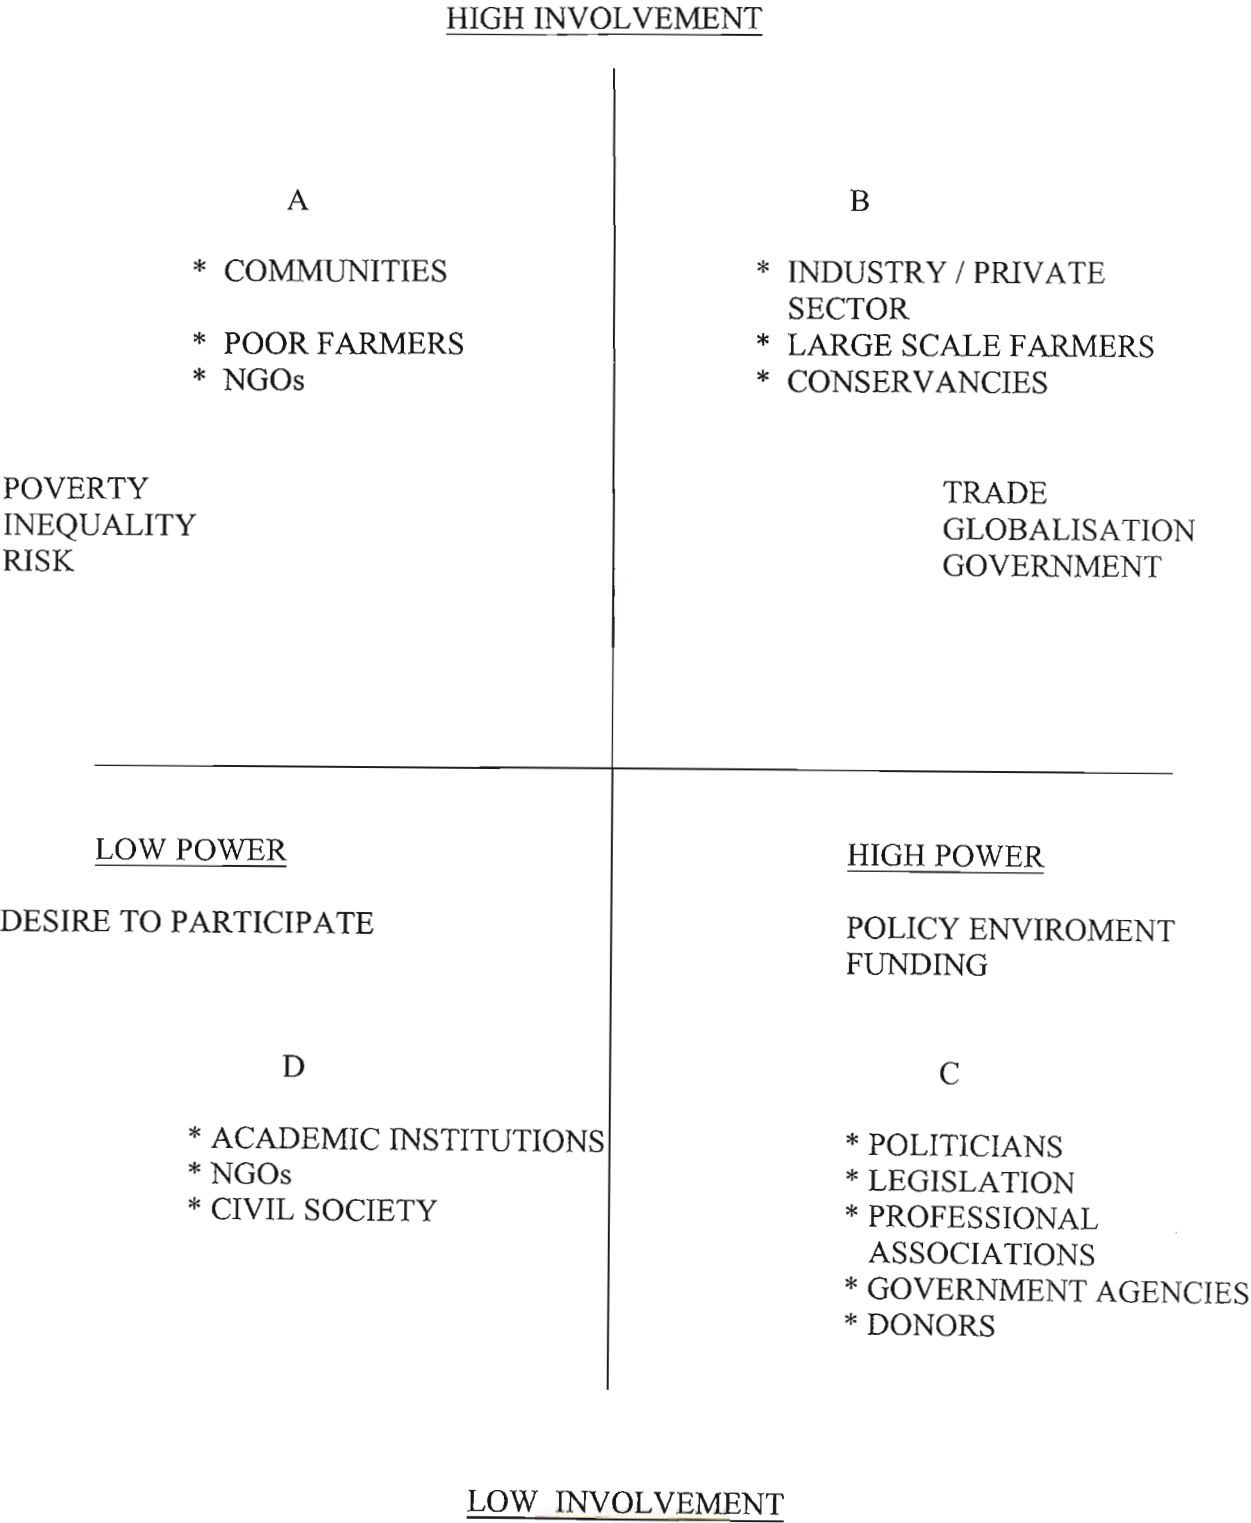 HIGH INVOLVEMENT
A
* COMMUNITIES
* POOR FARMERS
* NGOs
POVERTY
INEQUALITY
RISK
B
* INDUSTRY / PRIVATE
SECTOR
* LARGE SCALE FARMERS
* CONSERVANCIES
TRADE
GLOBALISATION
GOVERNMENT
LOW POWER
DESIRE TO PARTICIPATE
D
* ACADEMIC INSTITUTIONS
* NGOs
* CIVIL SOCIETY
HIGH POWER
POLICY ENVIROMENT
FUNDING
C
* POLITICIANS
* LEGISLATION
* PROFESSIONAL
ASSOCIATIONS
* GOVERNMENT AGENCIES
* DONORS
LOW INVOLVEMENT